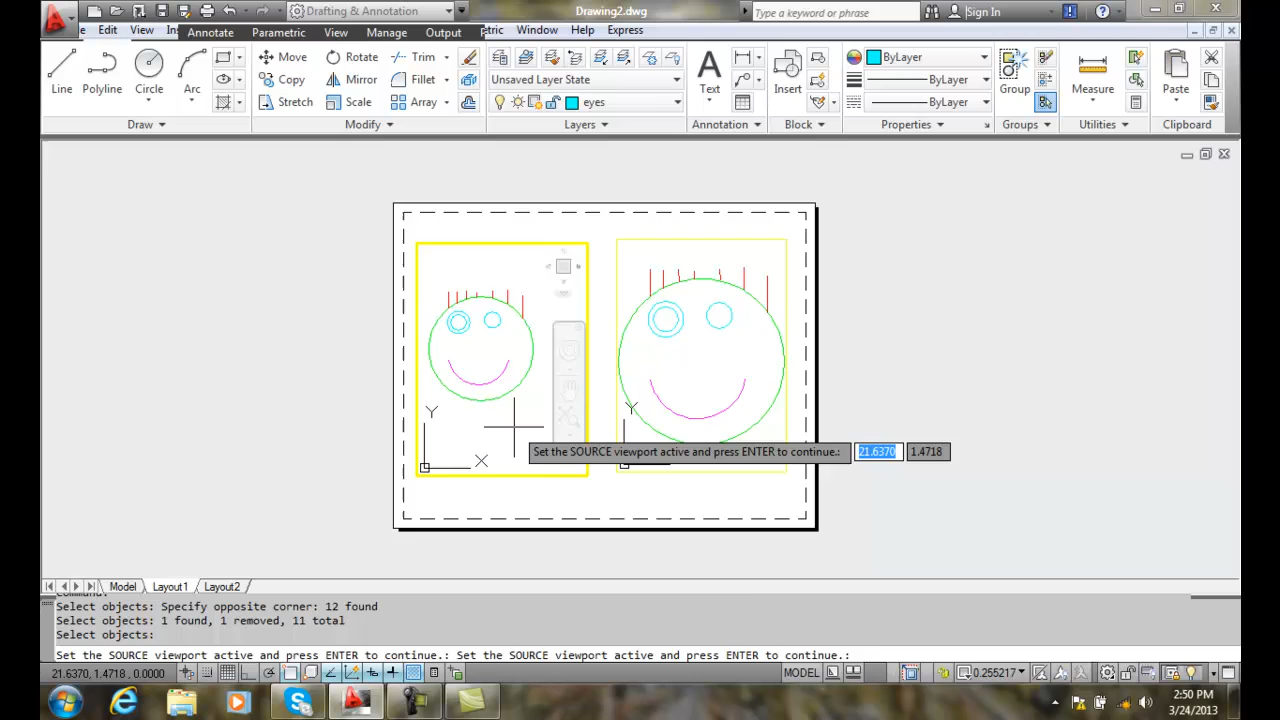 Drafting & Annotation
Drawing2.dwg
Type a keyword or phrase
Sign In
Edit View Ins
etric Window Help Express
Annotate Parametric View Manage Output
Line Polyline Circle Arc
Move Rotate Trim
Copy Mirror Fillet
Stretch Scale Array
Unsaved Layer State
eyes
Text
Insert
ByLayer
ByLayer
ByLayer
Group
Measure
Paste
Draw Modify Layers Annotation Block Properties Groups Utilities Clipboard
Y
X
Y
Set the SOURCE viewport active and press ENTER to continue.: 21.6370 1.4718
Model Layout1 Layout2
Command:
Select objects: Specify opposite corner: 12 found
Select objects: 1 found, 1 removed, 11 total
Select objects:
Set the SOURCE viewport active and press ENTER to continue.: Set the SOURCE viewport active and press ENTER to continue.:
21.6370, 1.4718 , 0.0000
MODEL
0.255217
2:50 PM
3/24/2013